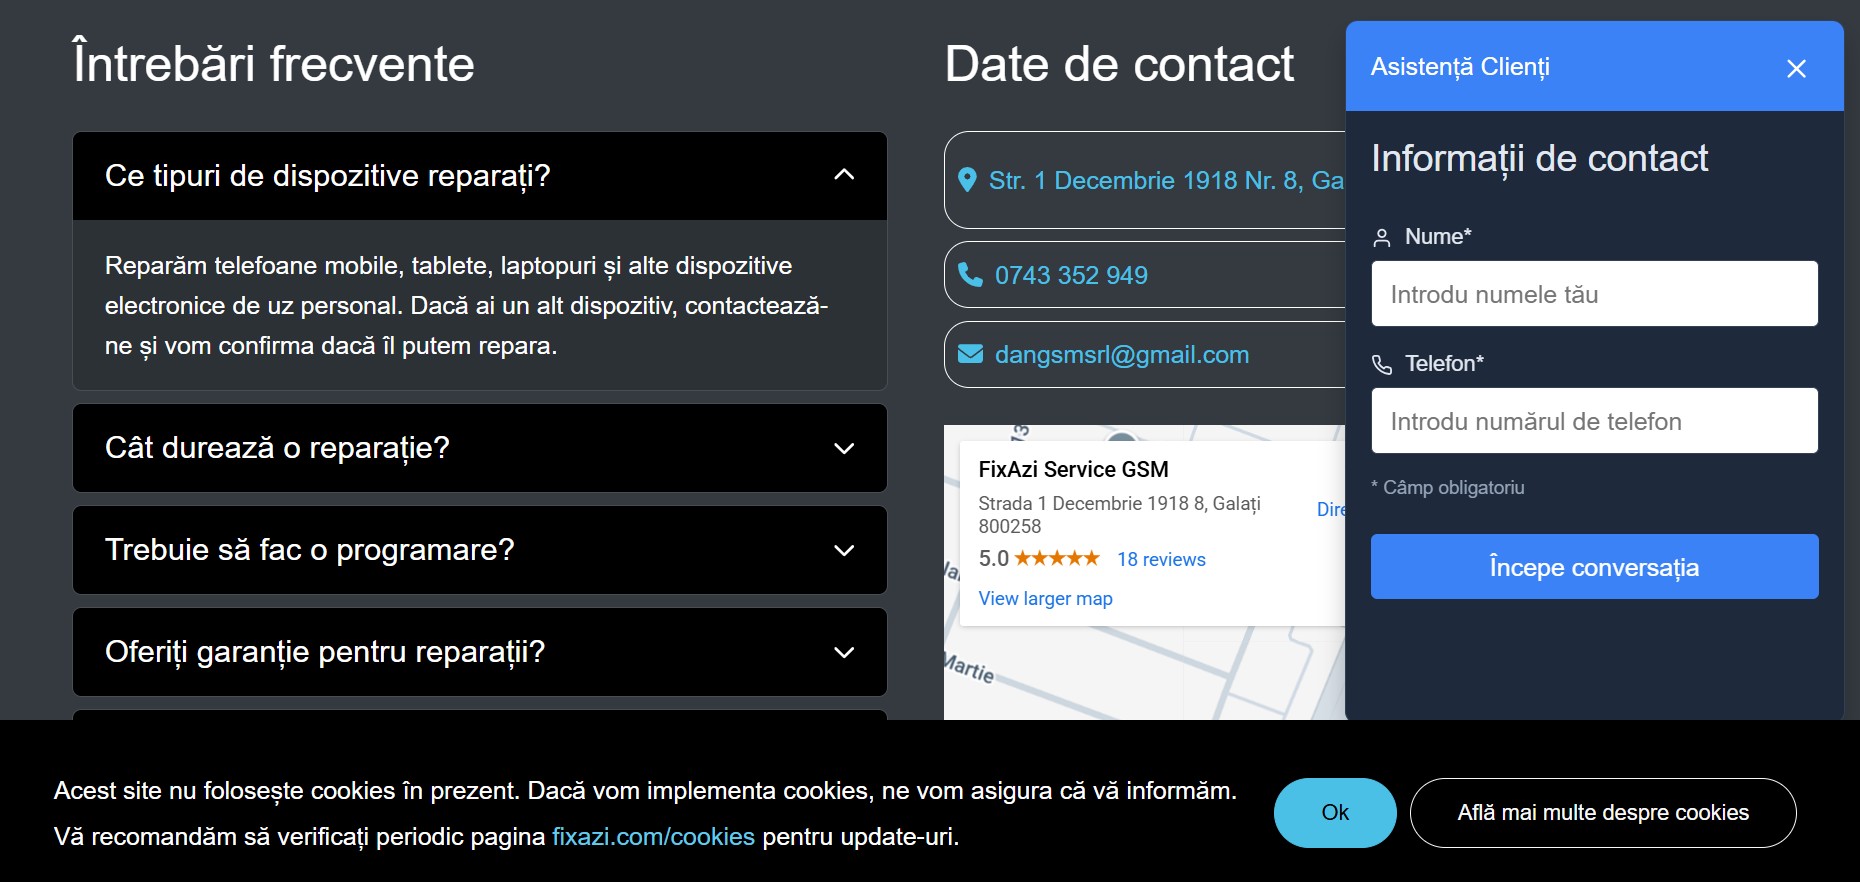 Întrebări frecvente
Ce tipuri de dispozitive reparați?
Reparăm telefoane mobile, tablete, laptopuri și alte dispozitive
electronice de uz personal. Dacă ai un alt dispozitiv, contactează-
ne și vom confirma dacă îl putem repara.
Cât durează o reparație?
Trebuie să fac o programare?
Oferiți garanție pentru reparații?
Date de contact
Str. 1 Decembrie 1918 Nr. 8, Ga
0743 352 949
dangsmsrl@gmail.com
13
FixAzi Service GSM
Strada 1 Decembrie 1918 8, Galați
800258
Dire
5.0 ★★★★★ 18 reviews
View larger map
Martie
Asistență Clienți
Informații de contact
Nume*
Introdu numele tău
Telefon*
Introdu numărul de telefon
* Câmp obligatoriu
Începe conversația
Acest site nu folosește cookies în prezent. Dacă vom implementa cookies, ne vom asigura că vă informăm.
Vă recomandăm să verificați periodic pagina fixazi.com/cookies pentru update-uri.
Ok
Află mai multe despre cookies